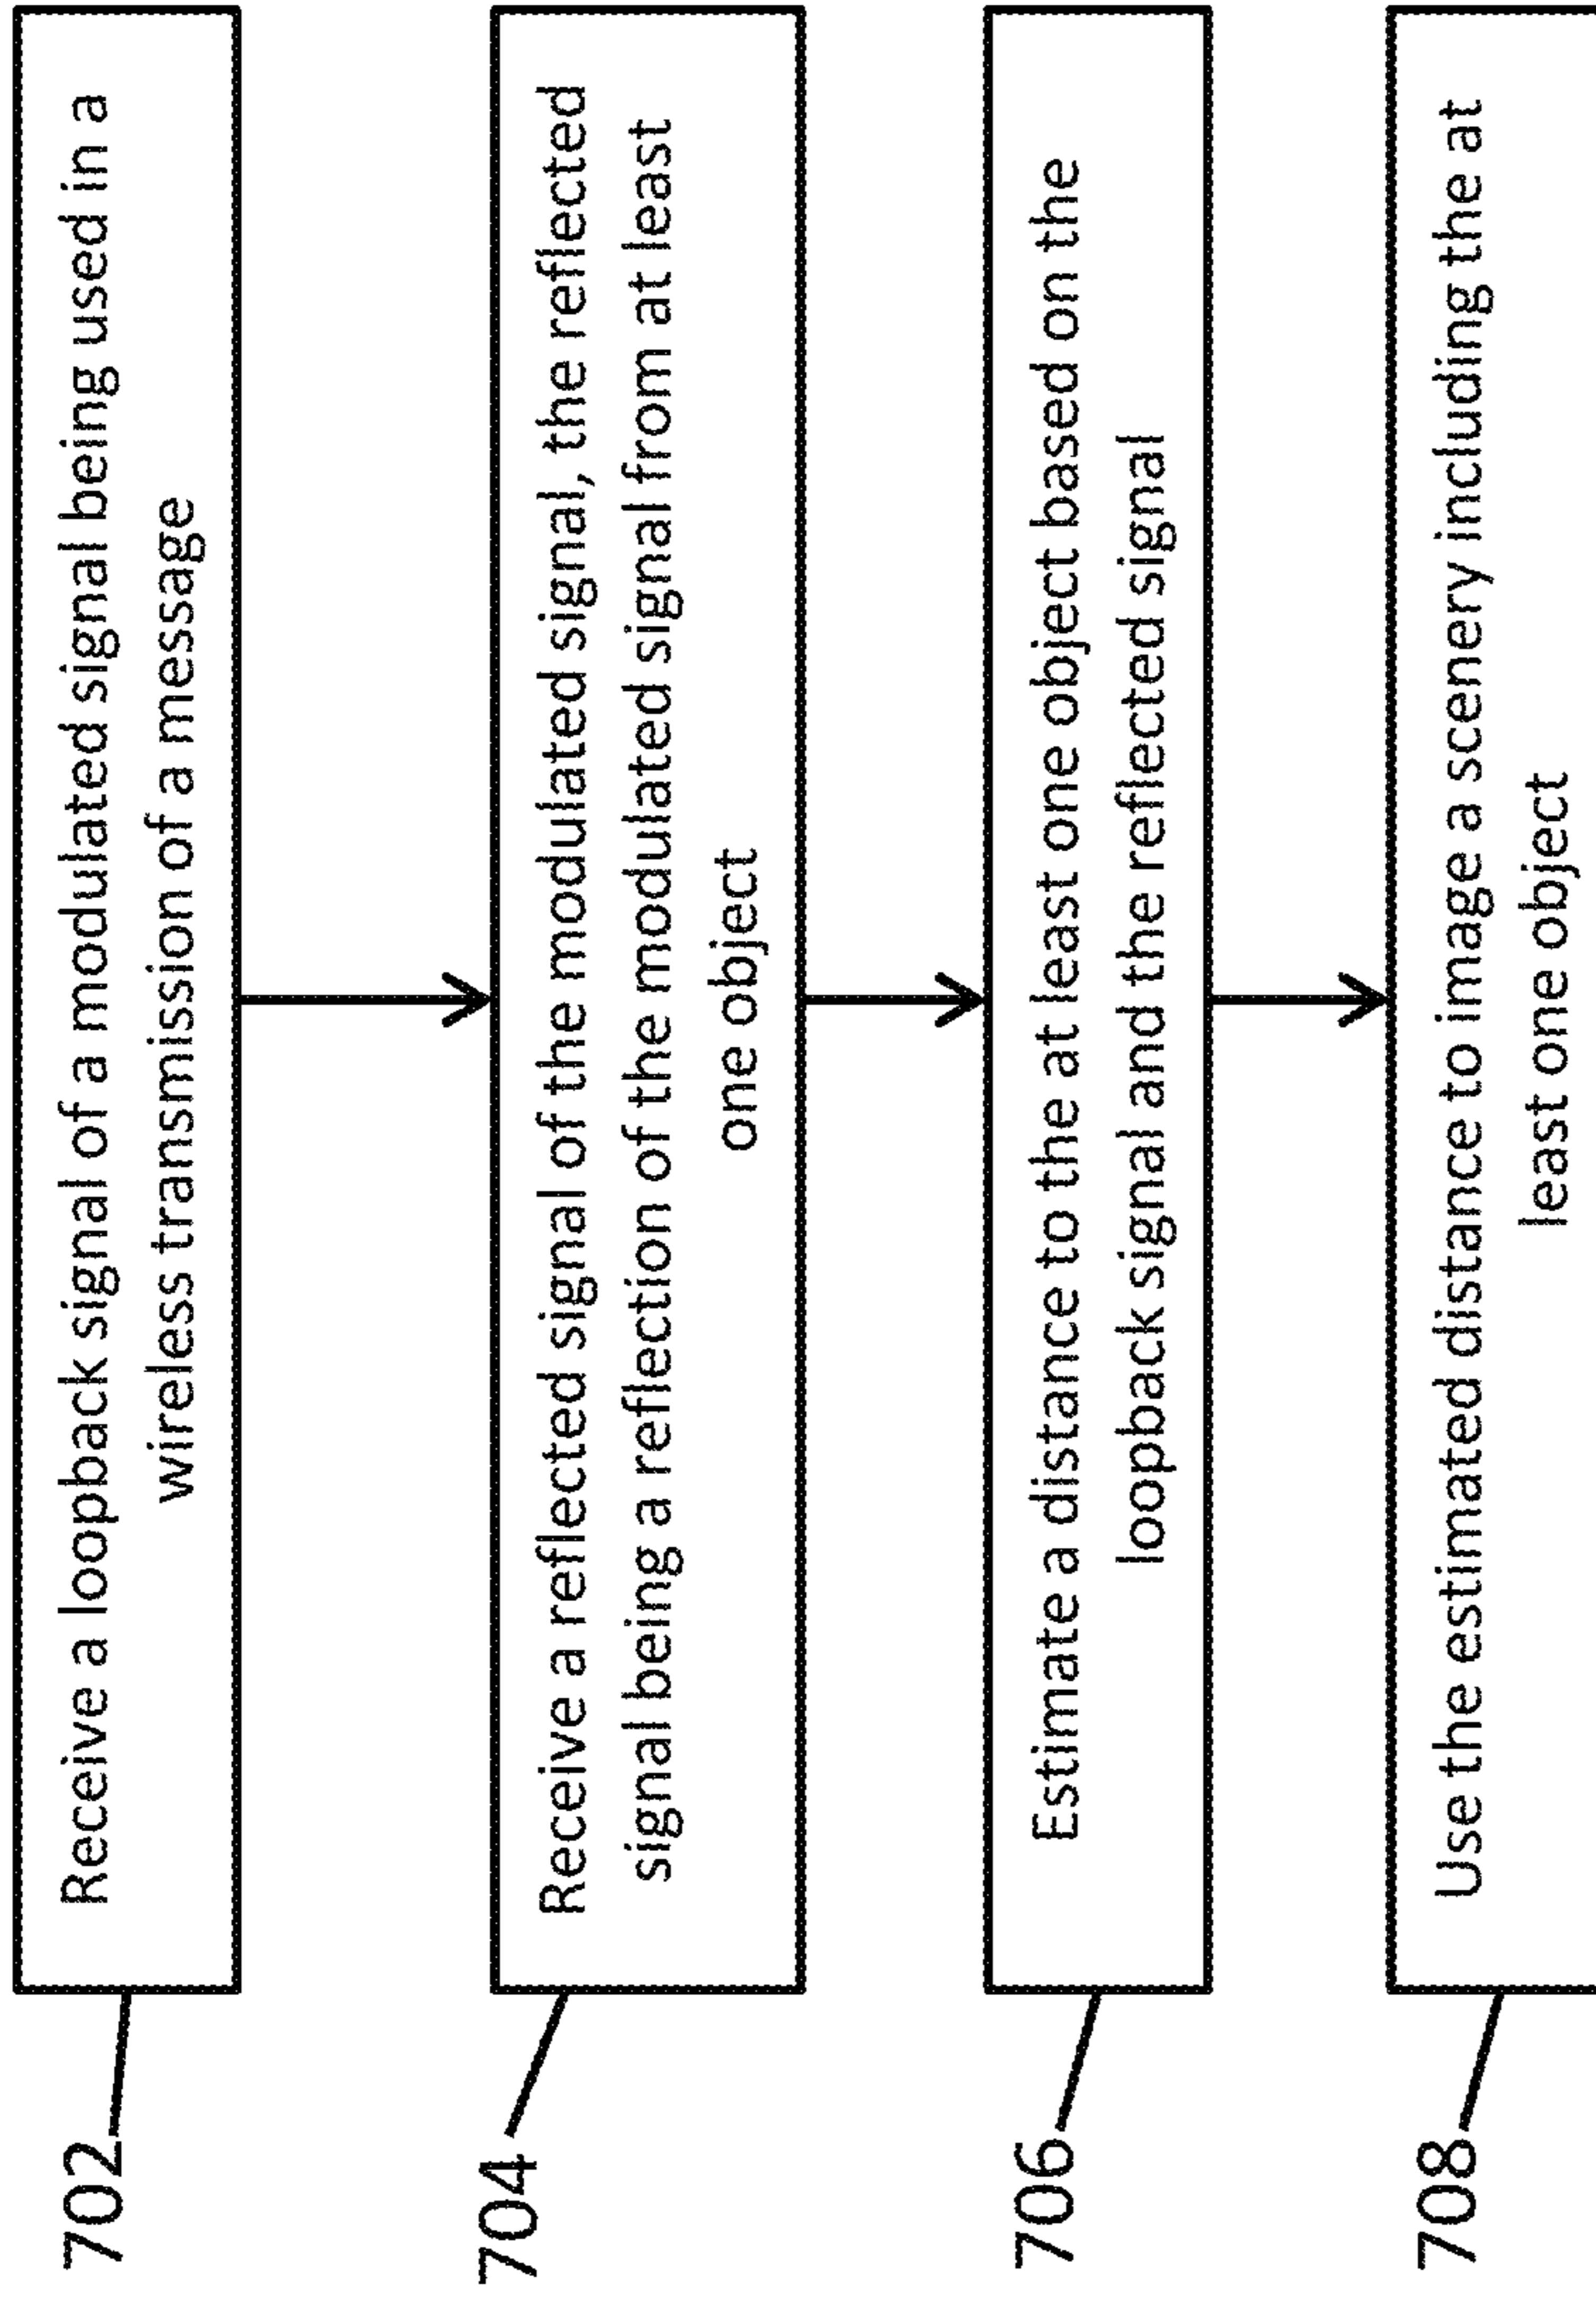 702
Receive a loopback signal of a modulated signal being used in a
wireless transmission of a message
704
Receive a reflected signal of the modulated signal, the reflected
signal being a reflection of the modulated signal from at least
one object
706
Estimate a distance to the at least one object based on the
loopback signal and the reflected signal
708
Use the estimated distance to image a scenery including the at
least one object